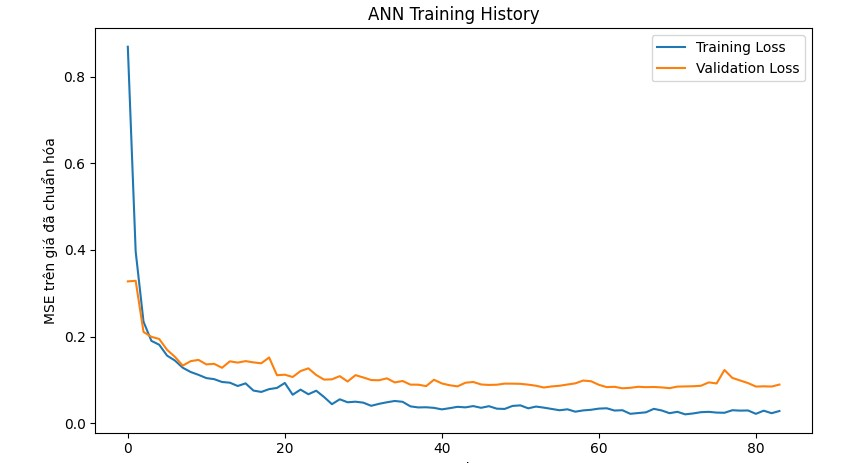 ANN Training History
Training Loss
Validation Loss
MSE trên giá đã chuẩn hóa
0.8
0.6
0.4
0.2
0.0
0
20
40
60
80